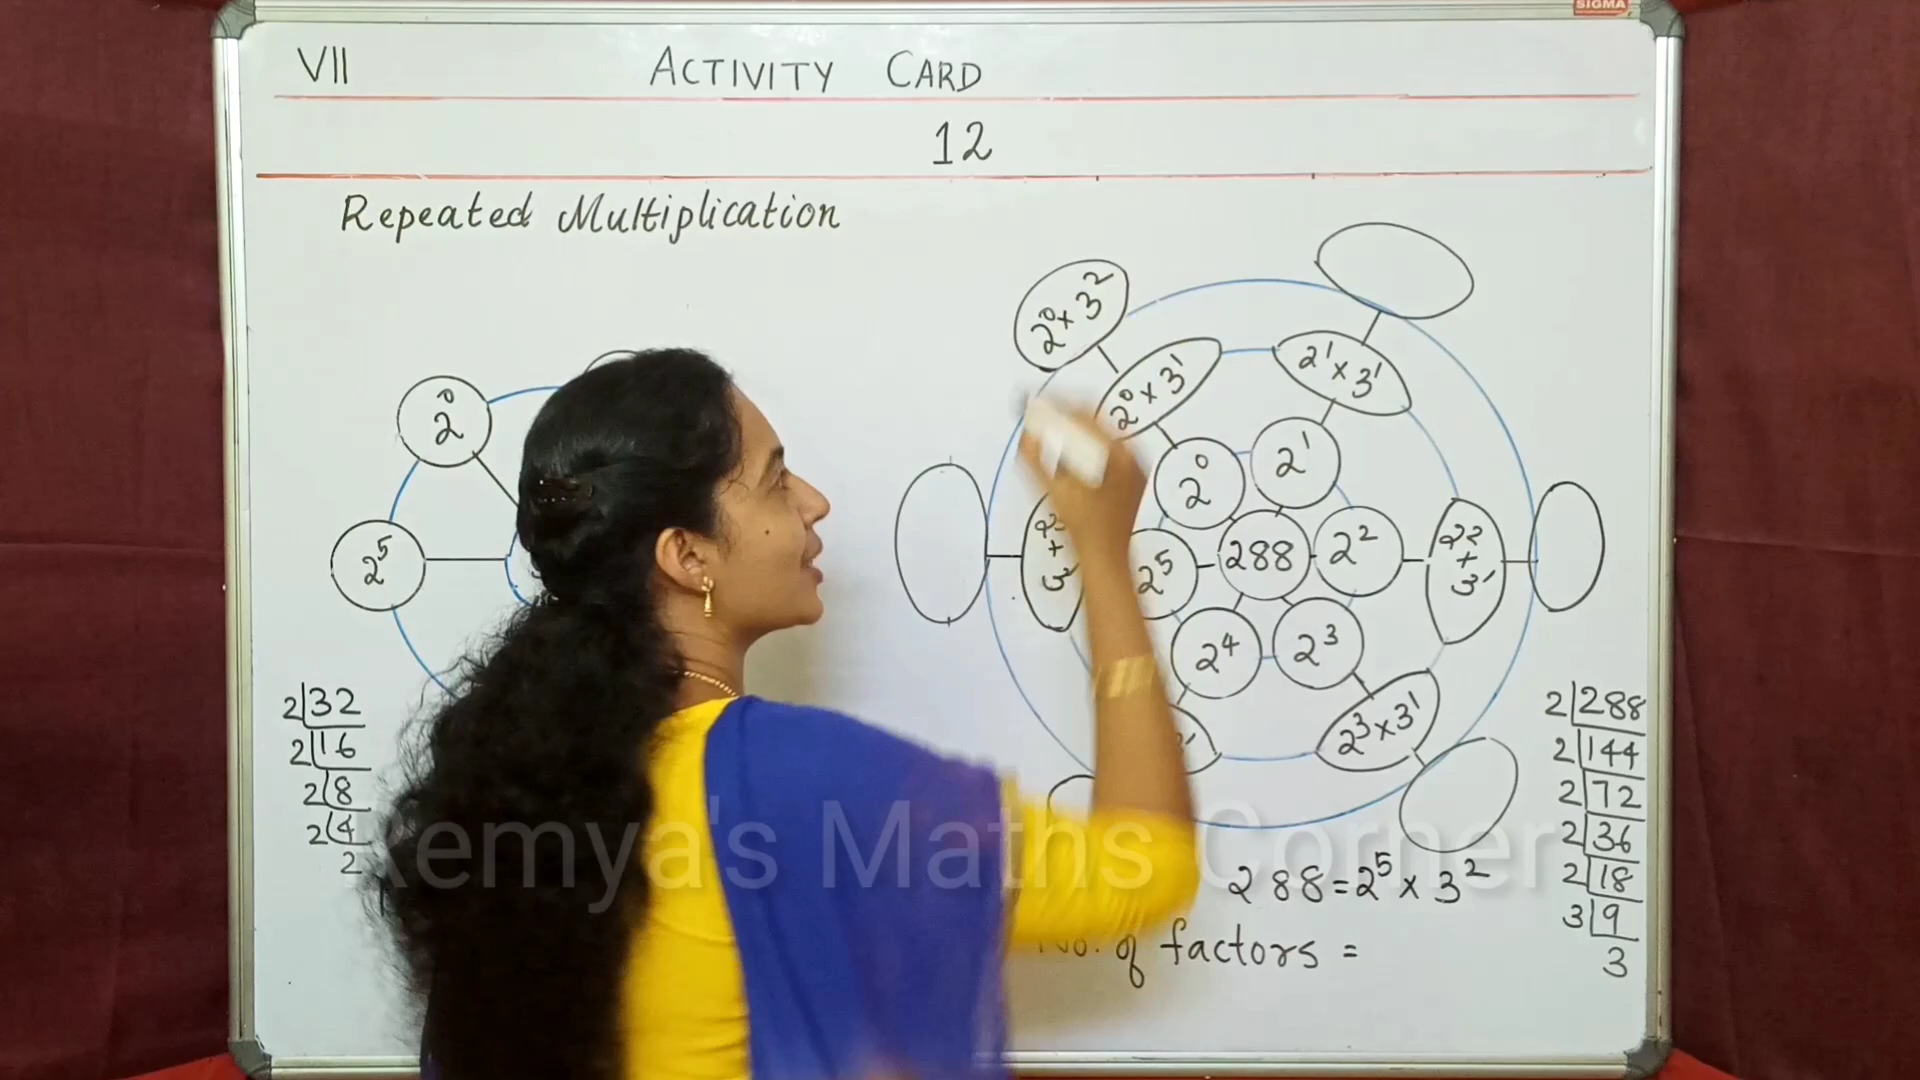 SIGMA
VII
ACTIVITY CARD
12
Repeated Multiplication
2⁰
2⁵
2 32
2 16
2 8
2 4
2
2⁰ x 3²
2⁰ x 3¹
2¹ x 3¹
2⁰
2¹
2⁵
288
2²
2² + 3¹
2⁴
2³
2³ x 3¹
2 288
2 144
2 72
2 36
2 18
3 9
3
288 = 2⁵ x 3²
No. of factors =
Remya's Maths Corner